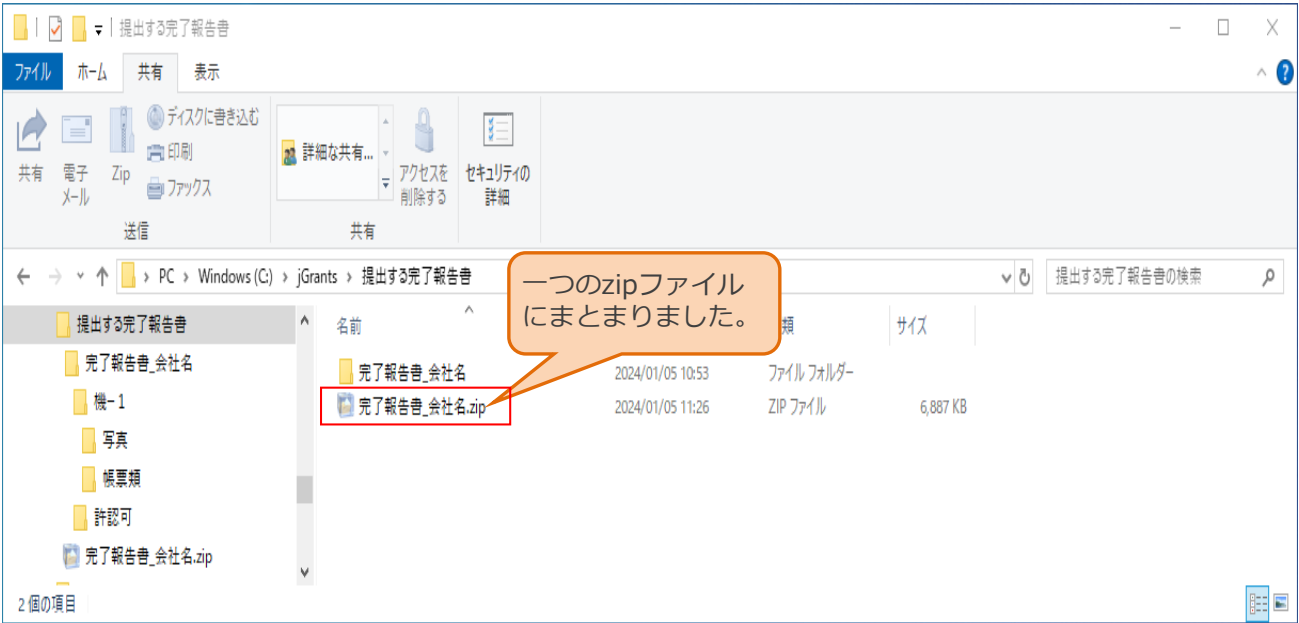 提出する完了報告書
ファイル ホーム 共有 表示
共有
電子メール
Zip
ディスクに書き込む
印刷
ファックス
送信
詳細な共有...
アクセスを削除する
共有
セキュリティの詳細
PC › Windows (C:) › jGrants › 提出する完了報告書
提出する完了報告書の検索
一つのzipファイル
にまとまりました。
提出する完了報告書
完了報告書_会社名
機-1
写真
帳票類
許認可
完了報告書_会社名.zip
名前 類 サイズ
完了報告書_会社名 2024/01/05 10:53 ファイル フォルダー
完了報告書_会社名.zip 2024/01/05 11:26 ZIP ファイル 6,887 KB
2 個の項目